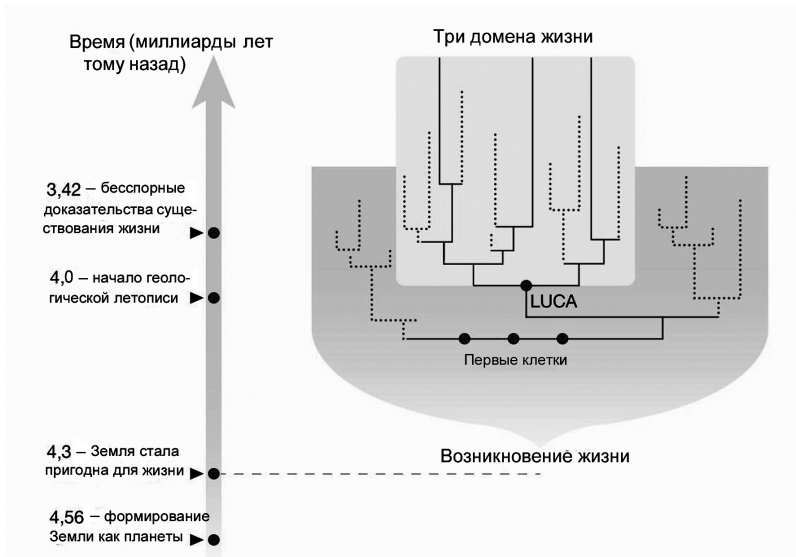 Время (миллиарды лет
тому назад)
Три домена жизни
3,42 – бесспорные
доказательства суще-
ствования жизни
4,0 – начало геоло-
гической летописи
LUCA
Первые клетки
4,3 – Земля стала
пригодна для жизни
Возникновение жизни
4,56 – формирование
Земли как планеты